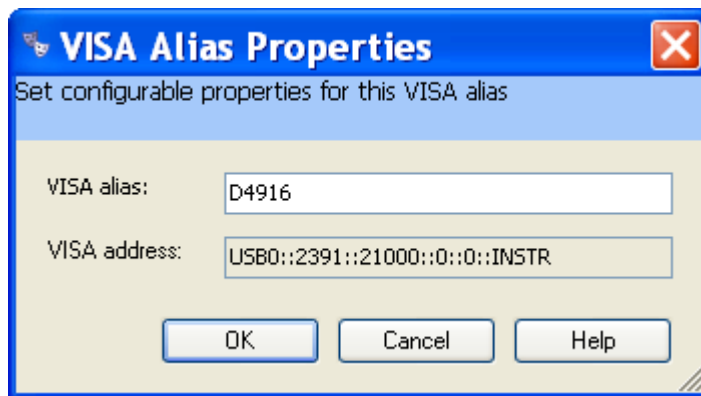 VISA Alias Properties
Set configurable properties for this VISA alias
VISA alias: D4916
VISA address: USB0::2391::21000::0::0::INSTR
OK Cancel Help